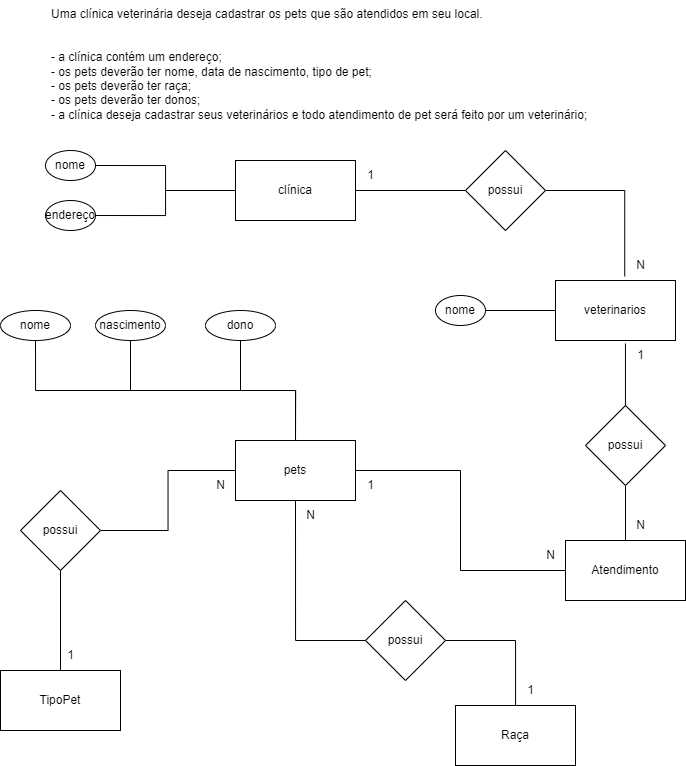 Uma clínica veterinária deseja cadastrar os pets que são atendidos em seu local.
- a clínica contém um endereço;
- os pets deverão ter nome, data de nascimento, tipo de pet;
- os pets deverão ter raça;
- os pets deverão ter donos;
- a clínica deseja cadastrar seus veterinários e todo atendimento de pet será feito por um veterinário;
nome
endereço
clínica
1
possui
N
nome
veterinarios
1
nome
nascimento
dono
possui
pets
N
1
N
N
possui
N
Atendimento
possui
1
1
TipoPet
Raça